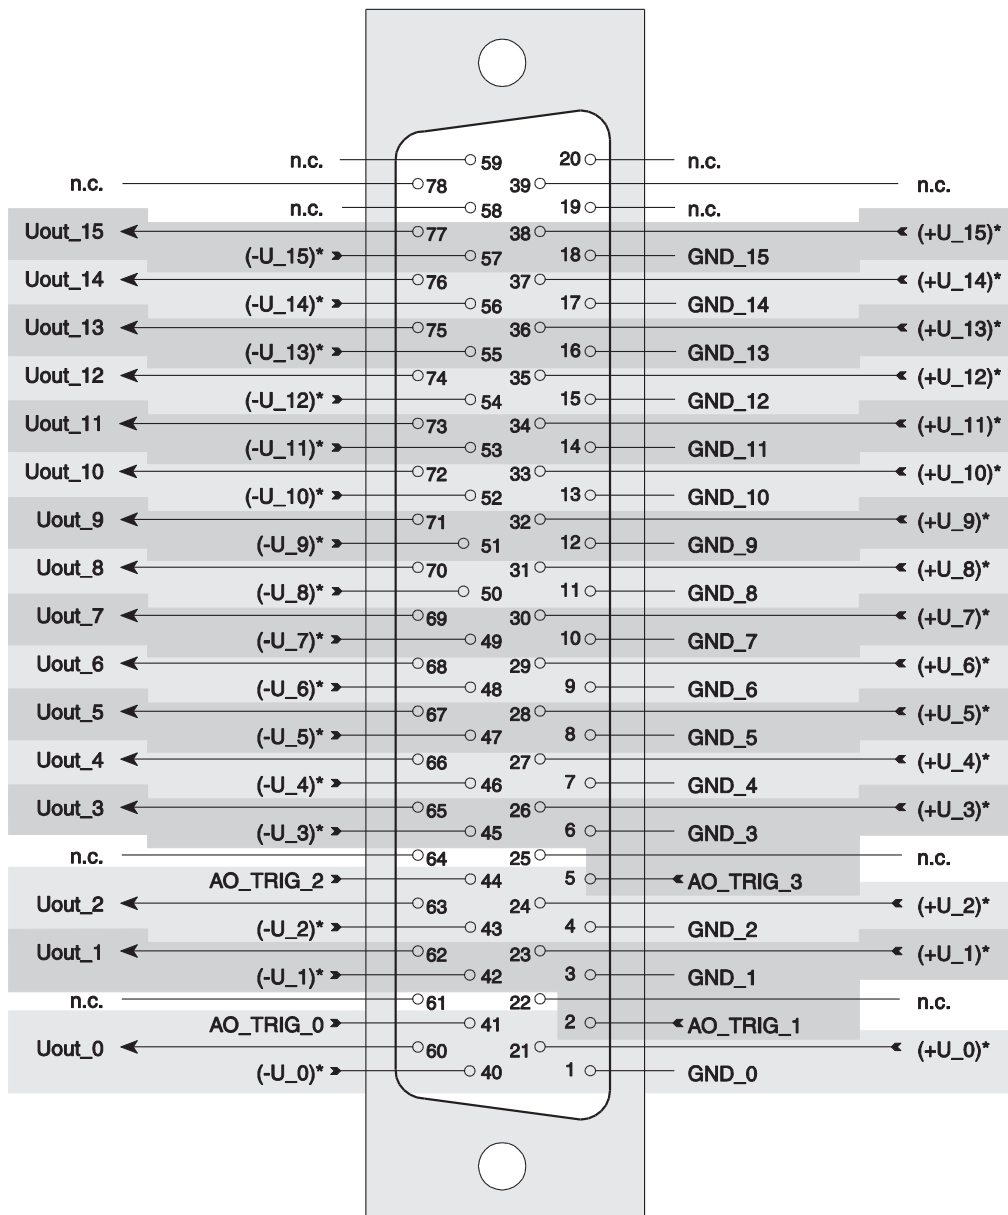 n.c. 59 20 n.c.
n.c. 78 39 n.c.
n.c. 58 19 n.c.
Uout_15 77 38 (+U_15)*
(-U_15)* 57 18 GND_15
Uout_14 76 37 (+U_14)*
(-U_14)* 56 17 GND_14
Uout_13 75 36 (+U_13)*
(-U_13)* 55 16 GND_13
Uout_12 74 35 (+U_12)*
(-U_12)* 54 15 GND_12
Uout_11 73 34 (+U_11)*
(-U_11)* 53 14 GND_11
Uout_10 72 33 (+U_10)*
(-U_10)* 52 13 GND_10
Uout_9 71 32 (+U_9)*
(-U_9)* 51 12 GND_9
Uout_8 70 31 (+U_8)*
(-U_8)* 50 11 GND_8
Uout_7 69 30 (+U_7)*
(-U_7)* 49 10 GND_7
Uout_6 68 29 (+U_6)*
(-U_6)* 48 9 GND_6
Uout_5 67 28 (+U_5)*
(-U_5)* 47 8 GND_5
Uout_4 66 27 (+U_4)*
(-U_4)* 46 7 GND_4
Uout_3 65 26 (+U_3)*
(-U_3)* 45 6 GND_3
n.c. 64 25 n.c.
AO_TRIG_2 44 5 AO_TRIG_3
Uout_2 63 24 (+U_2)*
(-U_2)* 43 4 GND_2
Uout_1 62 23 (+U_1)*
(-U_1)* 42 3 GND_1
n.c. 61 22 n.c.
AO_TRIG_0 41 2 AO_TRIG_1
Uout_0 60 21 (+U_0)*
(-U_0)* 40 1 GND_0